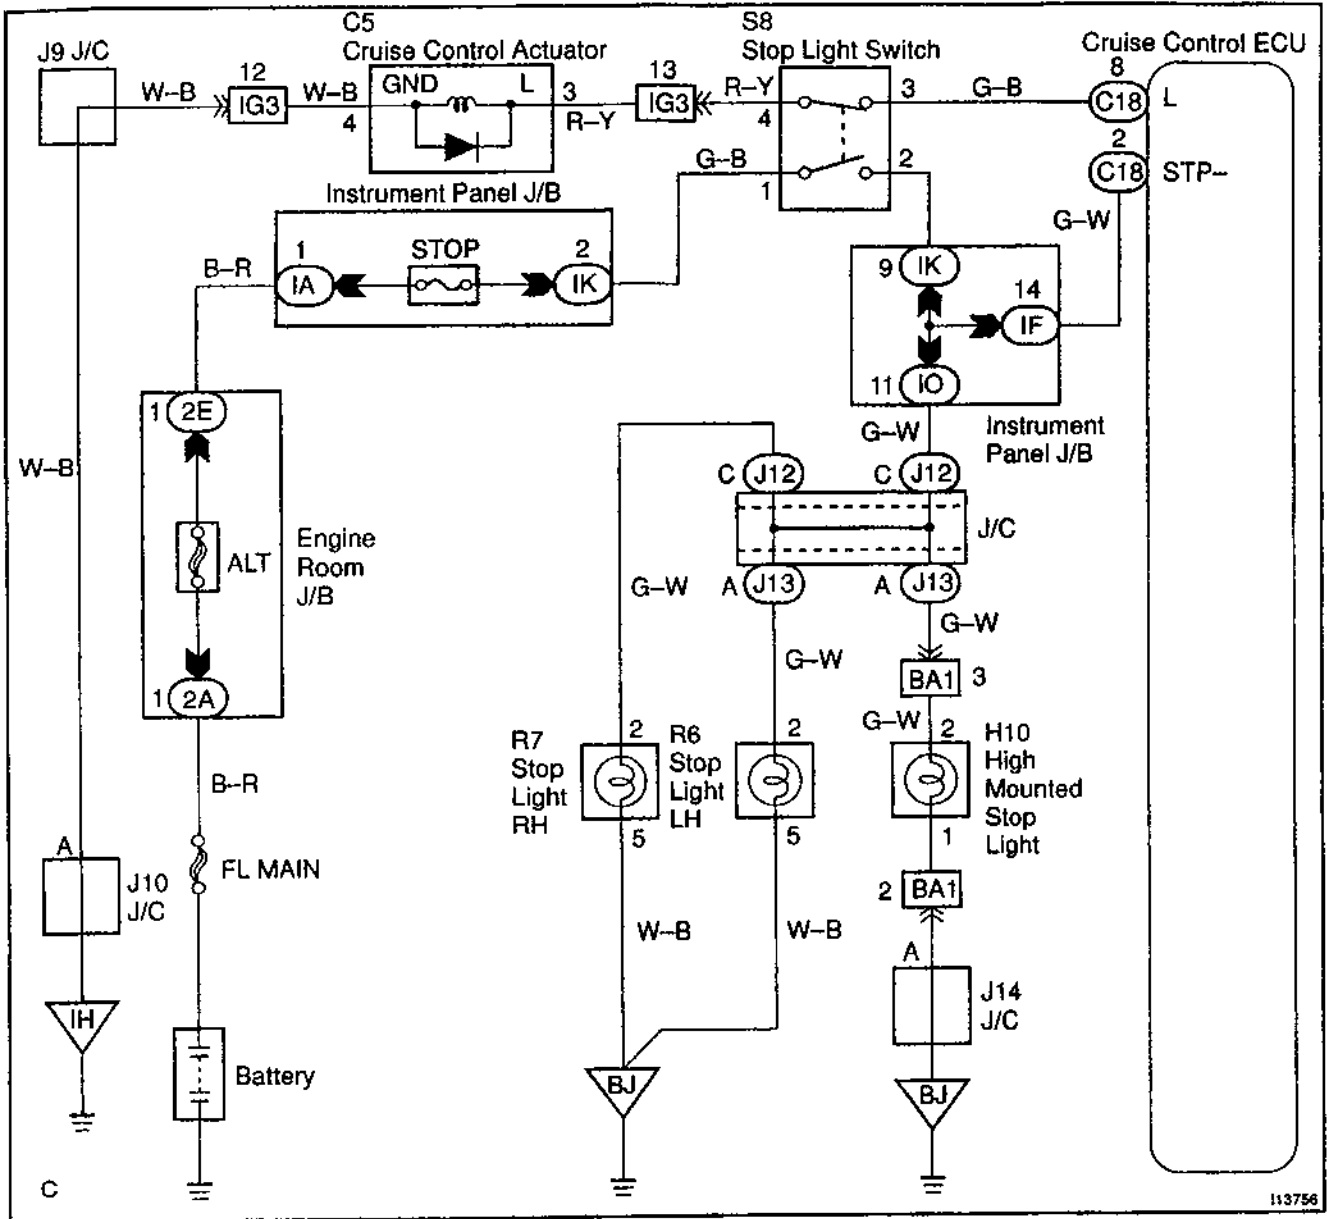 C5
Cruise Control Actuator
S8
Stop Light Switch
Cruise Control ECU
J9 J/C
W–B
12
IG3
W–B
4
GND
L
3
R–Y
13
IG3
R–Y
4
3
G–B
8
C18
L
2
C18
STP–
G–B
1
2
G–W
Instrument Panel J/B
1
IA
STOP
2
IK
B–R
9
IK
14
IF
11
IO
Instrument
Panel J/B
G–W
1
2E
W–B
C
J12
C
J12
J/C
ALT
Engine
Room
J/B
G–W
A
J13
A
J13
G–W
G–W
BA1
3
1
2A
G–W
R7
Stop
Light
RH
2
5
R6
Stop
Light
LH
2
5
2
1
H10
High
Mounted
Stop
Light
B--R
FL MAIN
A
J10
J/C
2
BA1
W–B
W–B
A
J14
J/C
IH
Battery
BJ
BJ
C
I13756